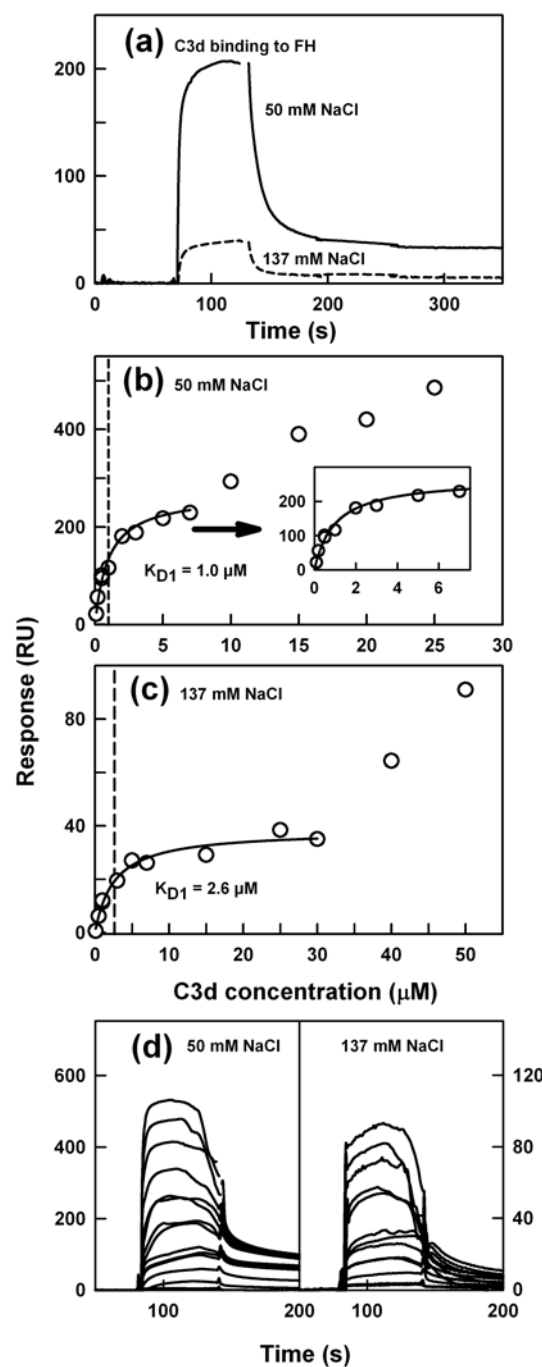 (a) C3d binding to FH
200
50 mM NaCl
100
137 mM NaCl
0
0 100 200 300
Time (s)
(b) 50 mM NaCl
400
200
0
K_D1 = 1.0 µM
200
100
0
0 2 4 6
0 5 10 15 20 25 30
Response (RU)
(c) 137 mM NaCl
80
40
0
K_D1 = 2.6 µM
0 10 20 30 40 50
C3d concentration (µM)
(d) 50 mM NaCl 137 mM NaCl
600 120
400 80
200 40
0 0
100 200 100 200
Time (s)